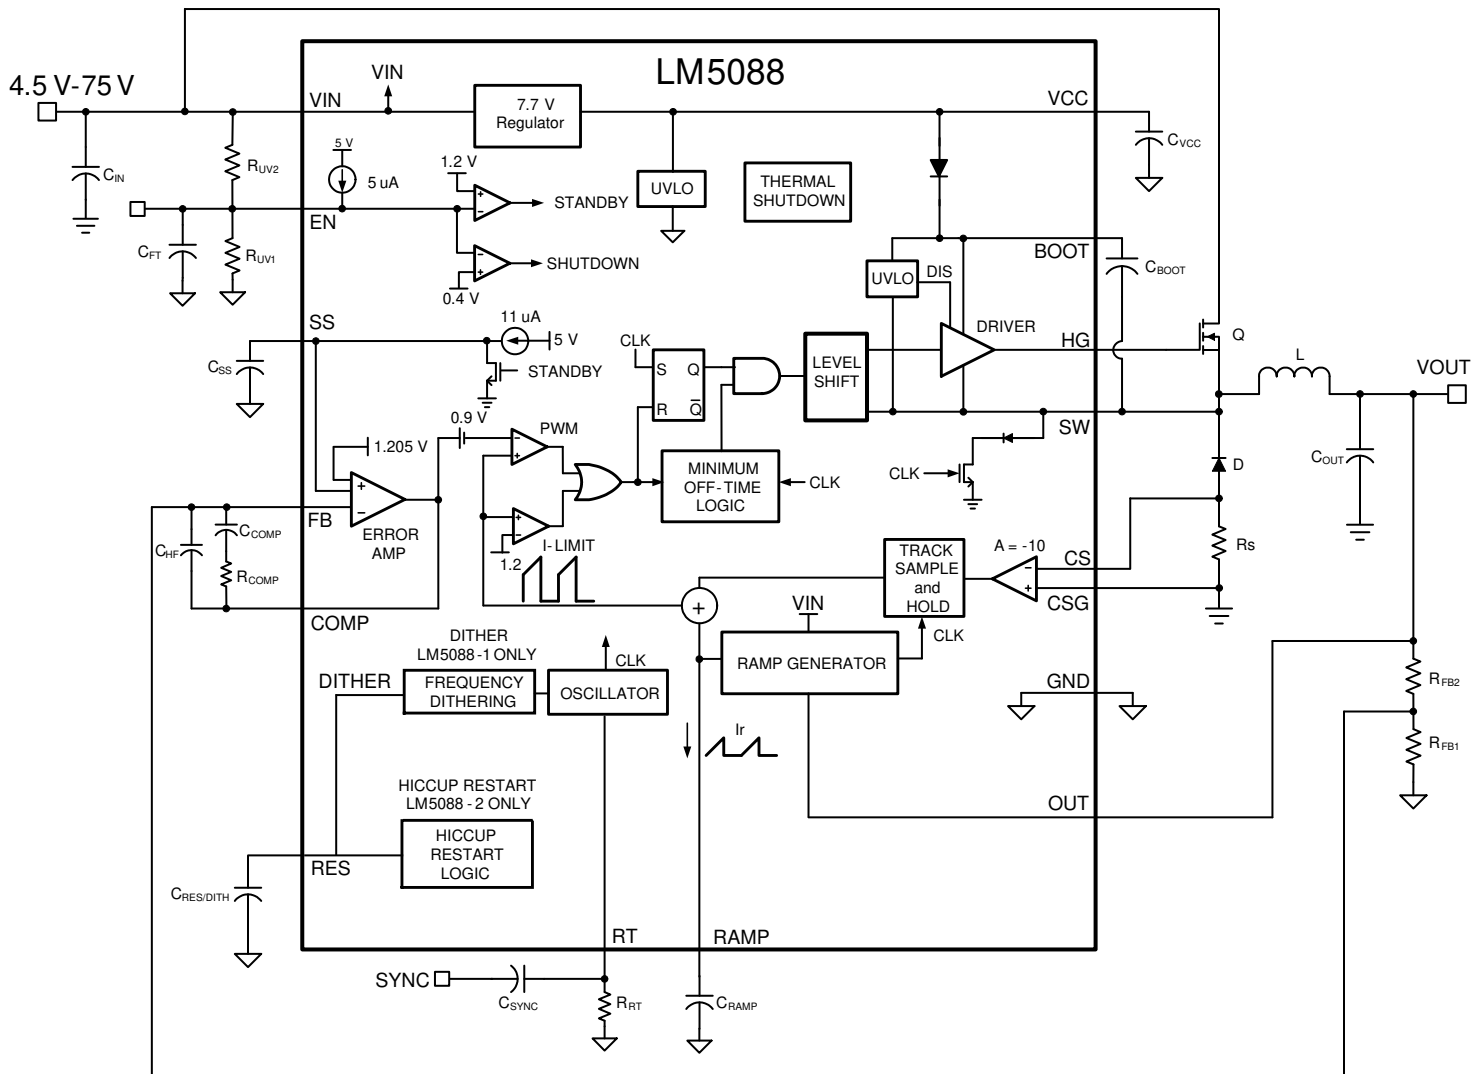 LM5088
4.5 V-75 V
VIN
VIN
7.7 V
Regulator
VCC
CVCC
CIN
RUV2
5 V
5 uA
1.2 V
STANDBY
UVLO
THERMAL
SHUTDOWN
EN
CFT
RUV1
SHUTDOWN
0.4 V
BOOT
UVLO
DIS
CBOOT
SS
11 uA
5 V
CLK
DRIVER
HG
Q
CSS
STANDBY
S
Q
R
Q
LEVEL
SHIFT
L
VOUT
0.9 V
PWM
SW
1.205 V
MINIMUM
OFF-TIME
LOGIC
CLK
CLK
D
COUT
FB
ERROR
AMP
CHF
CCOMP
RCOMP
1.2
I-LIMIT
TRACK
SAMPLE
and
HOLD
A = -10
CS
Rs
COMP
+
VIN
CSG
CLK
DITHER
LM5088-1 ONLY
CLK
DITHER
FREQUENCY
DITHERING
OSCILLATOR
RAMP GENERATOR
GND
RFB2
Ir
RFB1
HICCUP RESTART
LM5088-2 ONLY
OUT
HICCUP
RESTART
LOGIC
RES
CRES/DITH
RT
RAMP
SYNC
CSYNC
RRT
CRAMP